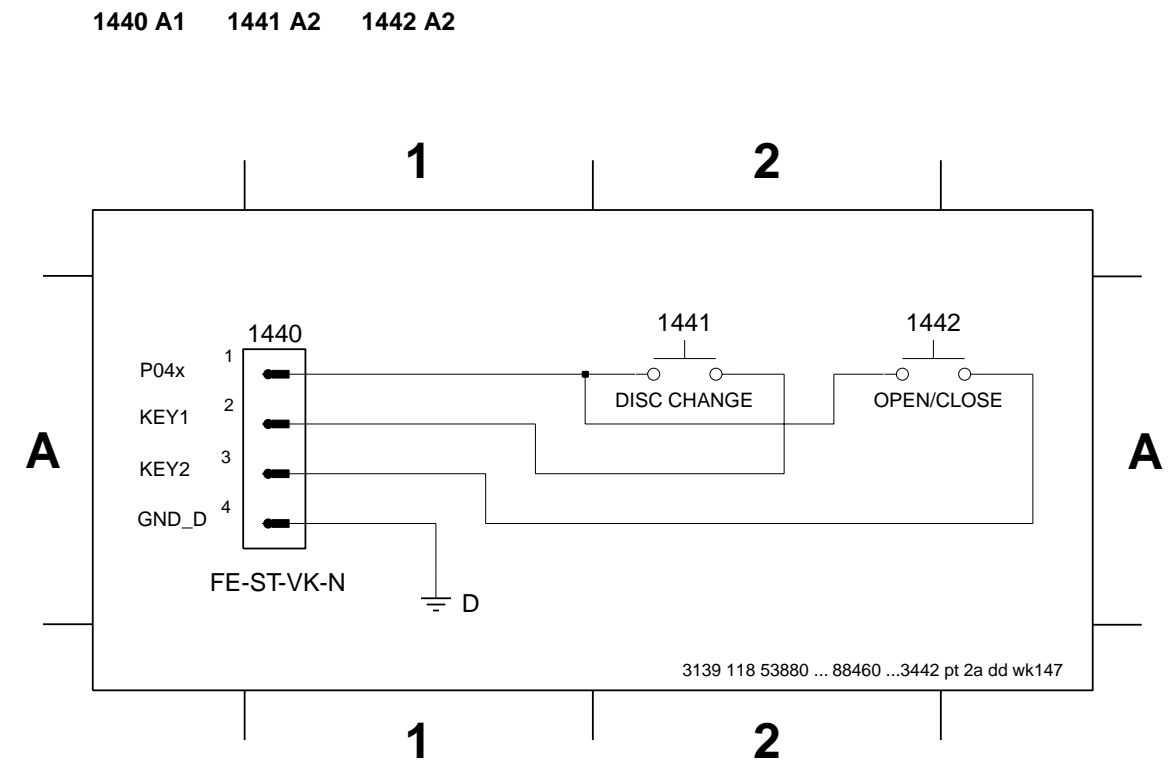 1440 A1 1441 A2 1442 A2
1 2
1440 1441 1442
P04x 1
DISC CHANGE OPEN/CLOSE
KEY1 2
A A
KEY2 3
GND_D 4
FE-ST-VK-N
D
3139 118 53880 ... 88460 ...3442 pt 2a dd wk147
1 2